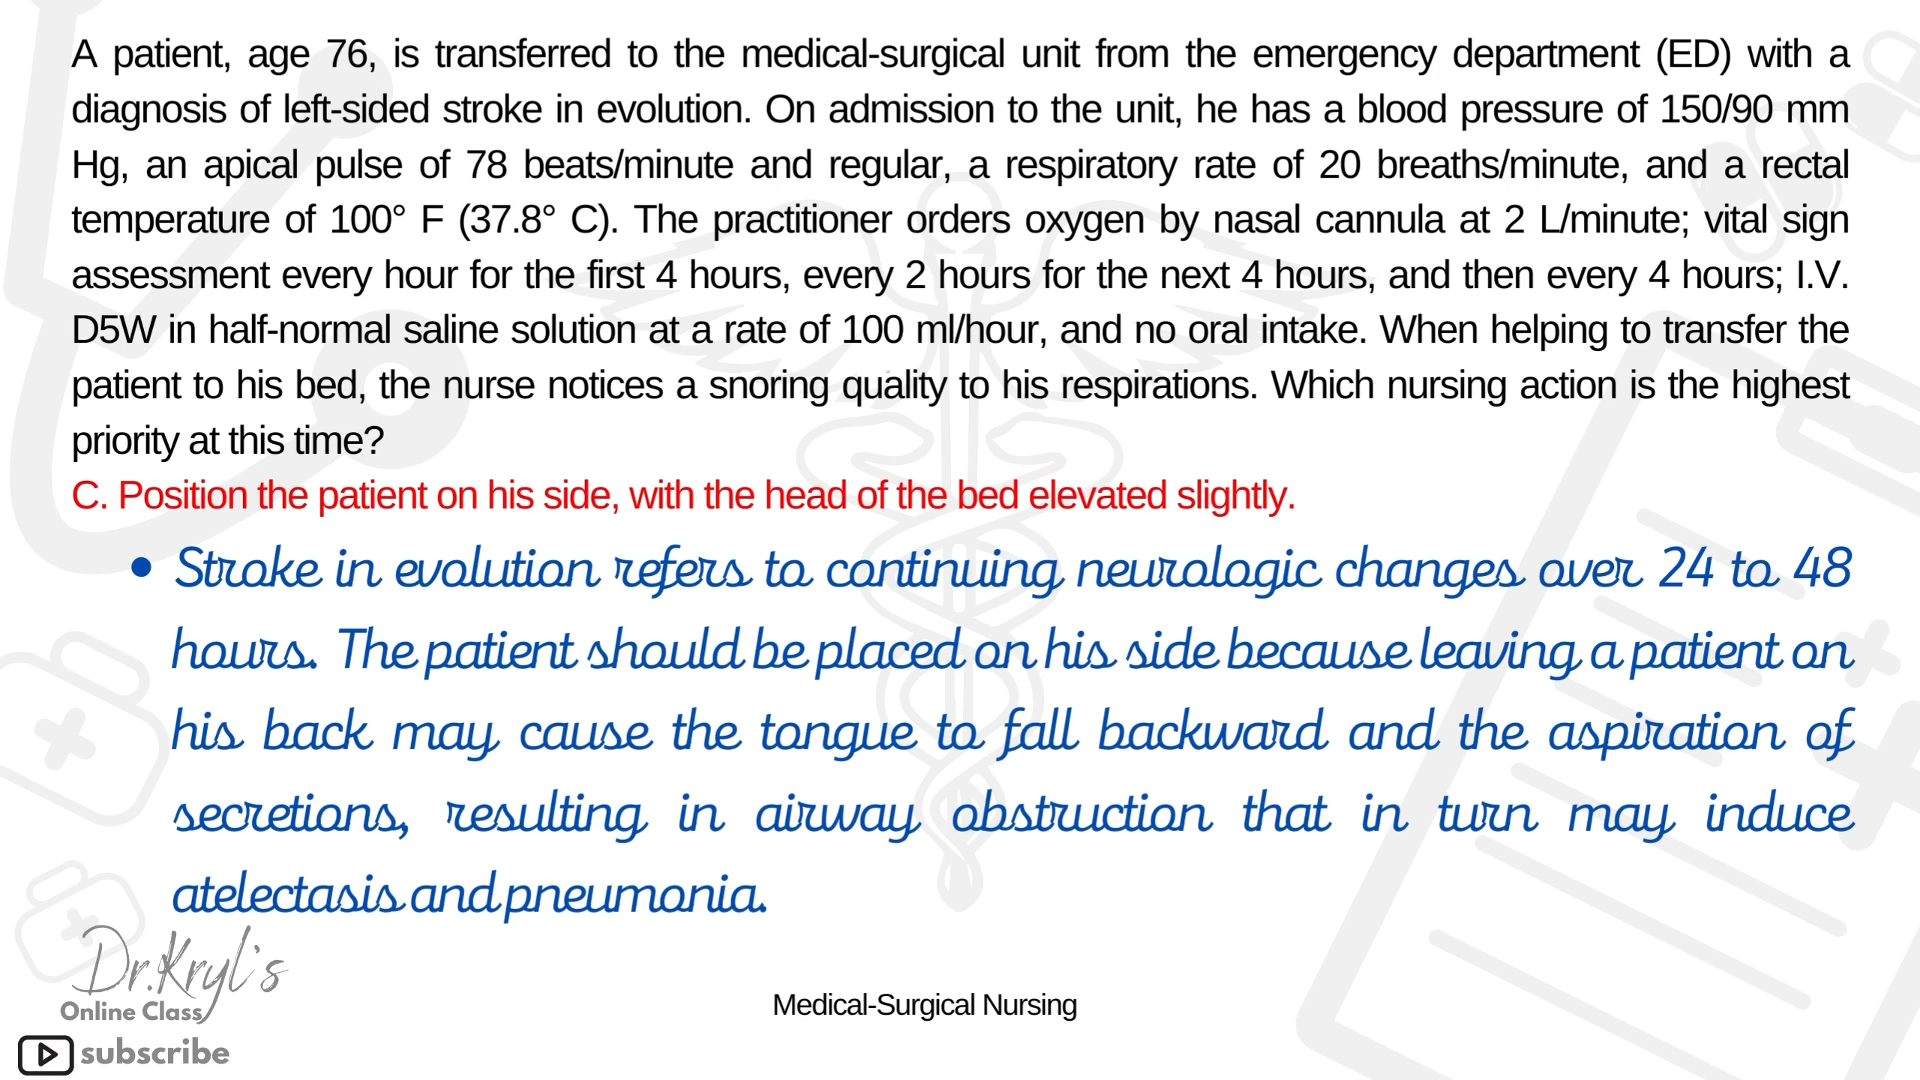 A patient, age 76, is transferred to the medical-surgical unit from the emergency department (ED) with a
diagnosis of left-sided stroke in evolution. On admission to the unit, he has a blood pressure of 150/90 mm
Hg, an apical pulse of 78 beats/minute and regular, a respiratory rate of 20 breaths/minute, and a rectal
temperature of 100° F (37.8° C). The practitioner orders oxygen by nasal cannula at 2 L/minute; vital sign
assessment every hour for the first 4 hours, every 2 hours for the next 4 hours, and then every 4 hours; I.V.
D5W in half-normal saline solution at a rate of 100 ml/hour, and no oral intake. When helping to transfer the
patient to his bed, the nurse notices a snoring quality to his respirations. Which nursing action is the highest
priority at this time?
C. Position the patient on his side, with the head of the bed elevated slightly.
• Stroke in evolution refers to continuing neurologic changes over 24 to 48
hours. The patient should be placed on his side because leaving a patient on
his back may cause the tongue to fall backward and the aspiration of
secretions, resulting in airway obstruction that in turn may induce
atelectasis and pneumonia.
Dr.Kryl's
Online Class
Medical-Surgical Nursing
subscribe